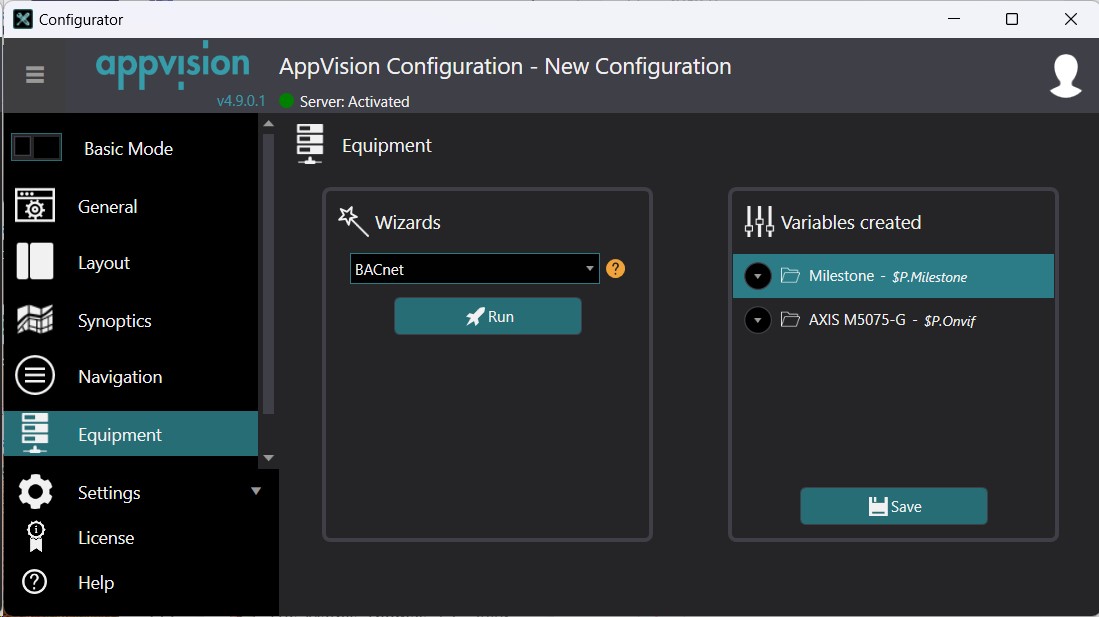 Configurator
appvision
v4.9.0.1
AppVision Configuration - New Configuration
Server: Activated
Basic Mode
General
Layout
Synoptics
Navigation
Equipment
Settings
License
Help
Equipment
Wizards
BACnet
?
Run
Variables created
Milestone - $P.Milestone
AXIS M5075-G - $P.Onvif
Save